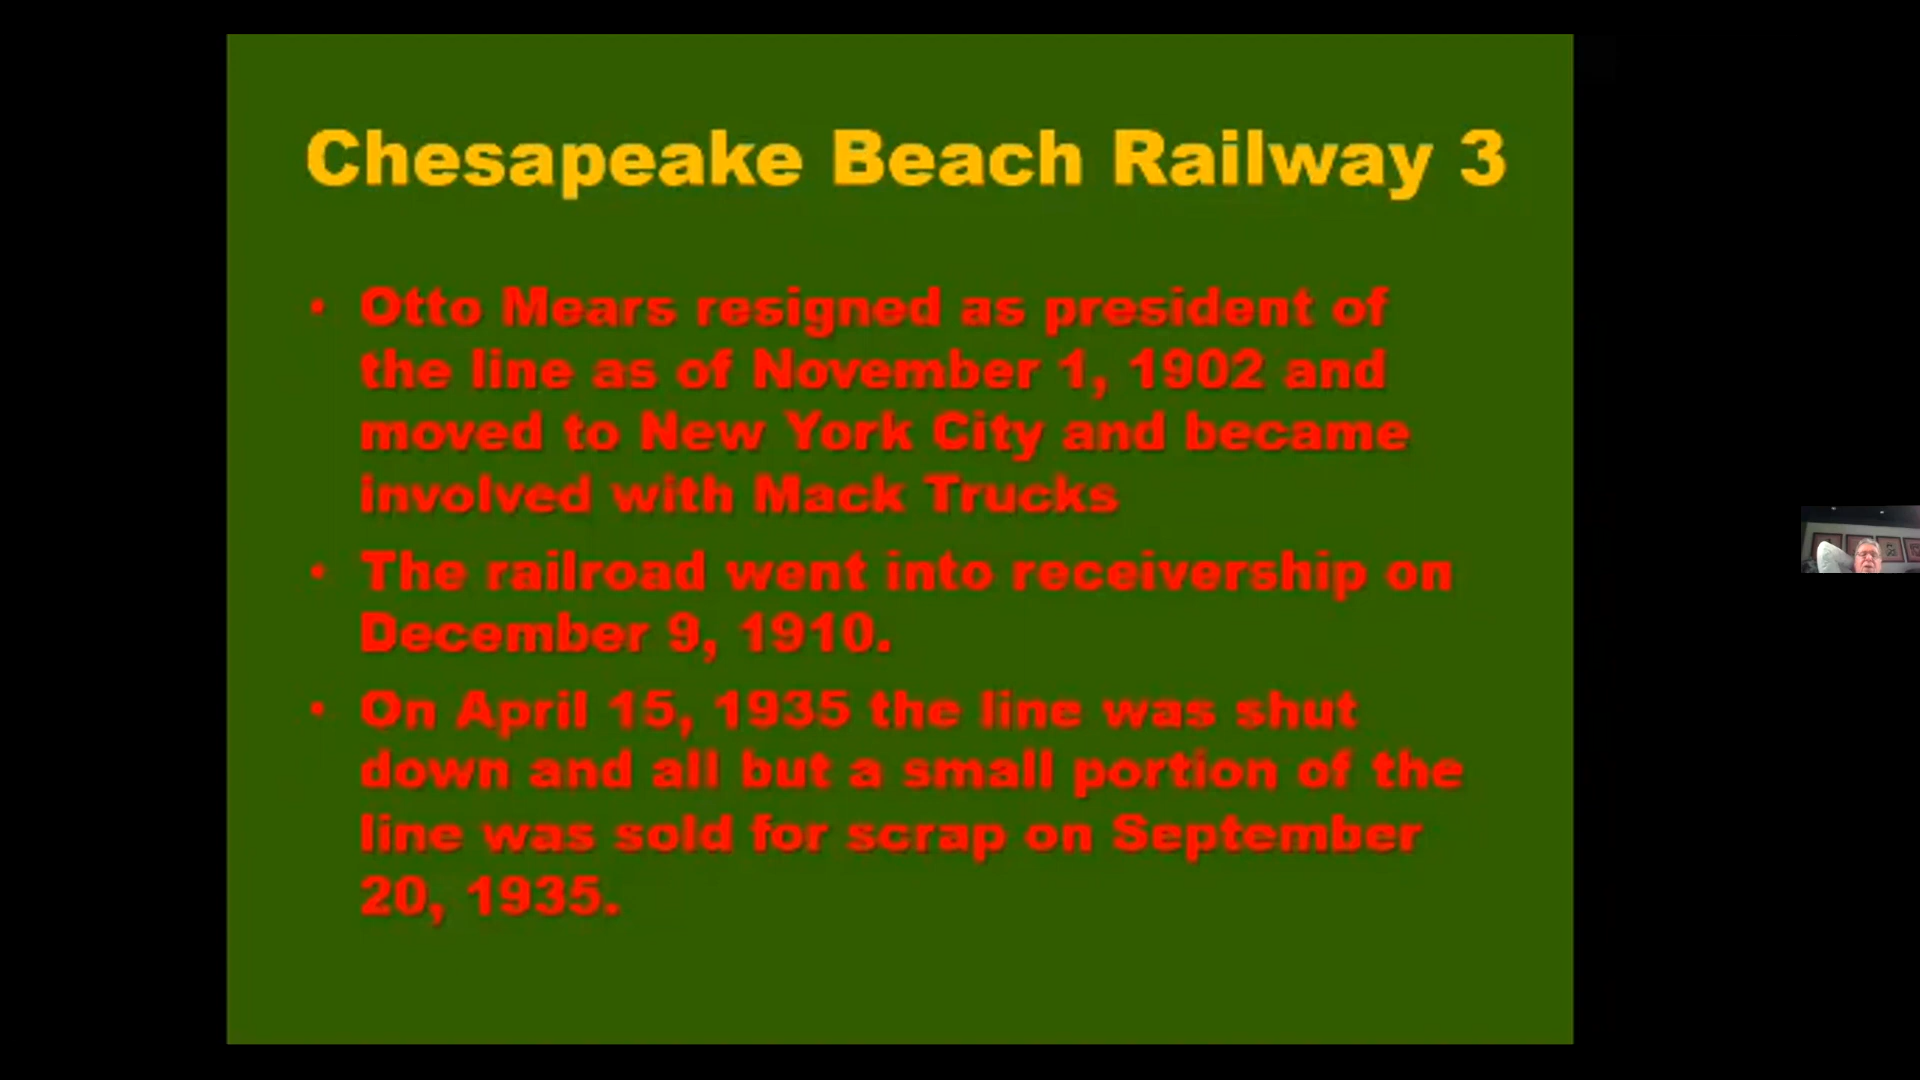 Chesapeake Beach Railway 3
• Otto Mears resigned as president of
the line as of November 1, 1902 and
moved to New York City and became
involved with Mack Trucks
• The railroad went into receivership on
December 9, 1910.
• On April 15, 1935 the line was shut
down and all but a small portion of the
line was sold for scrap on September
20, 1935.